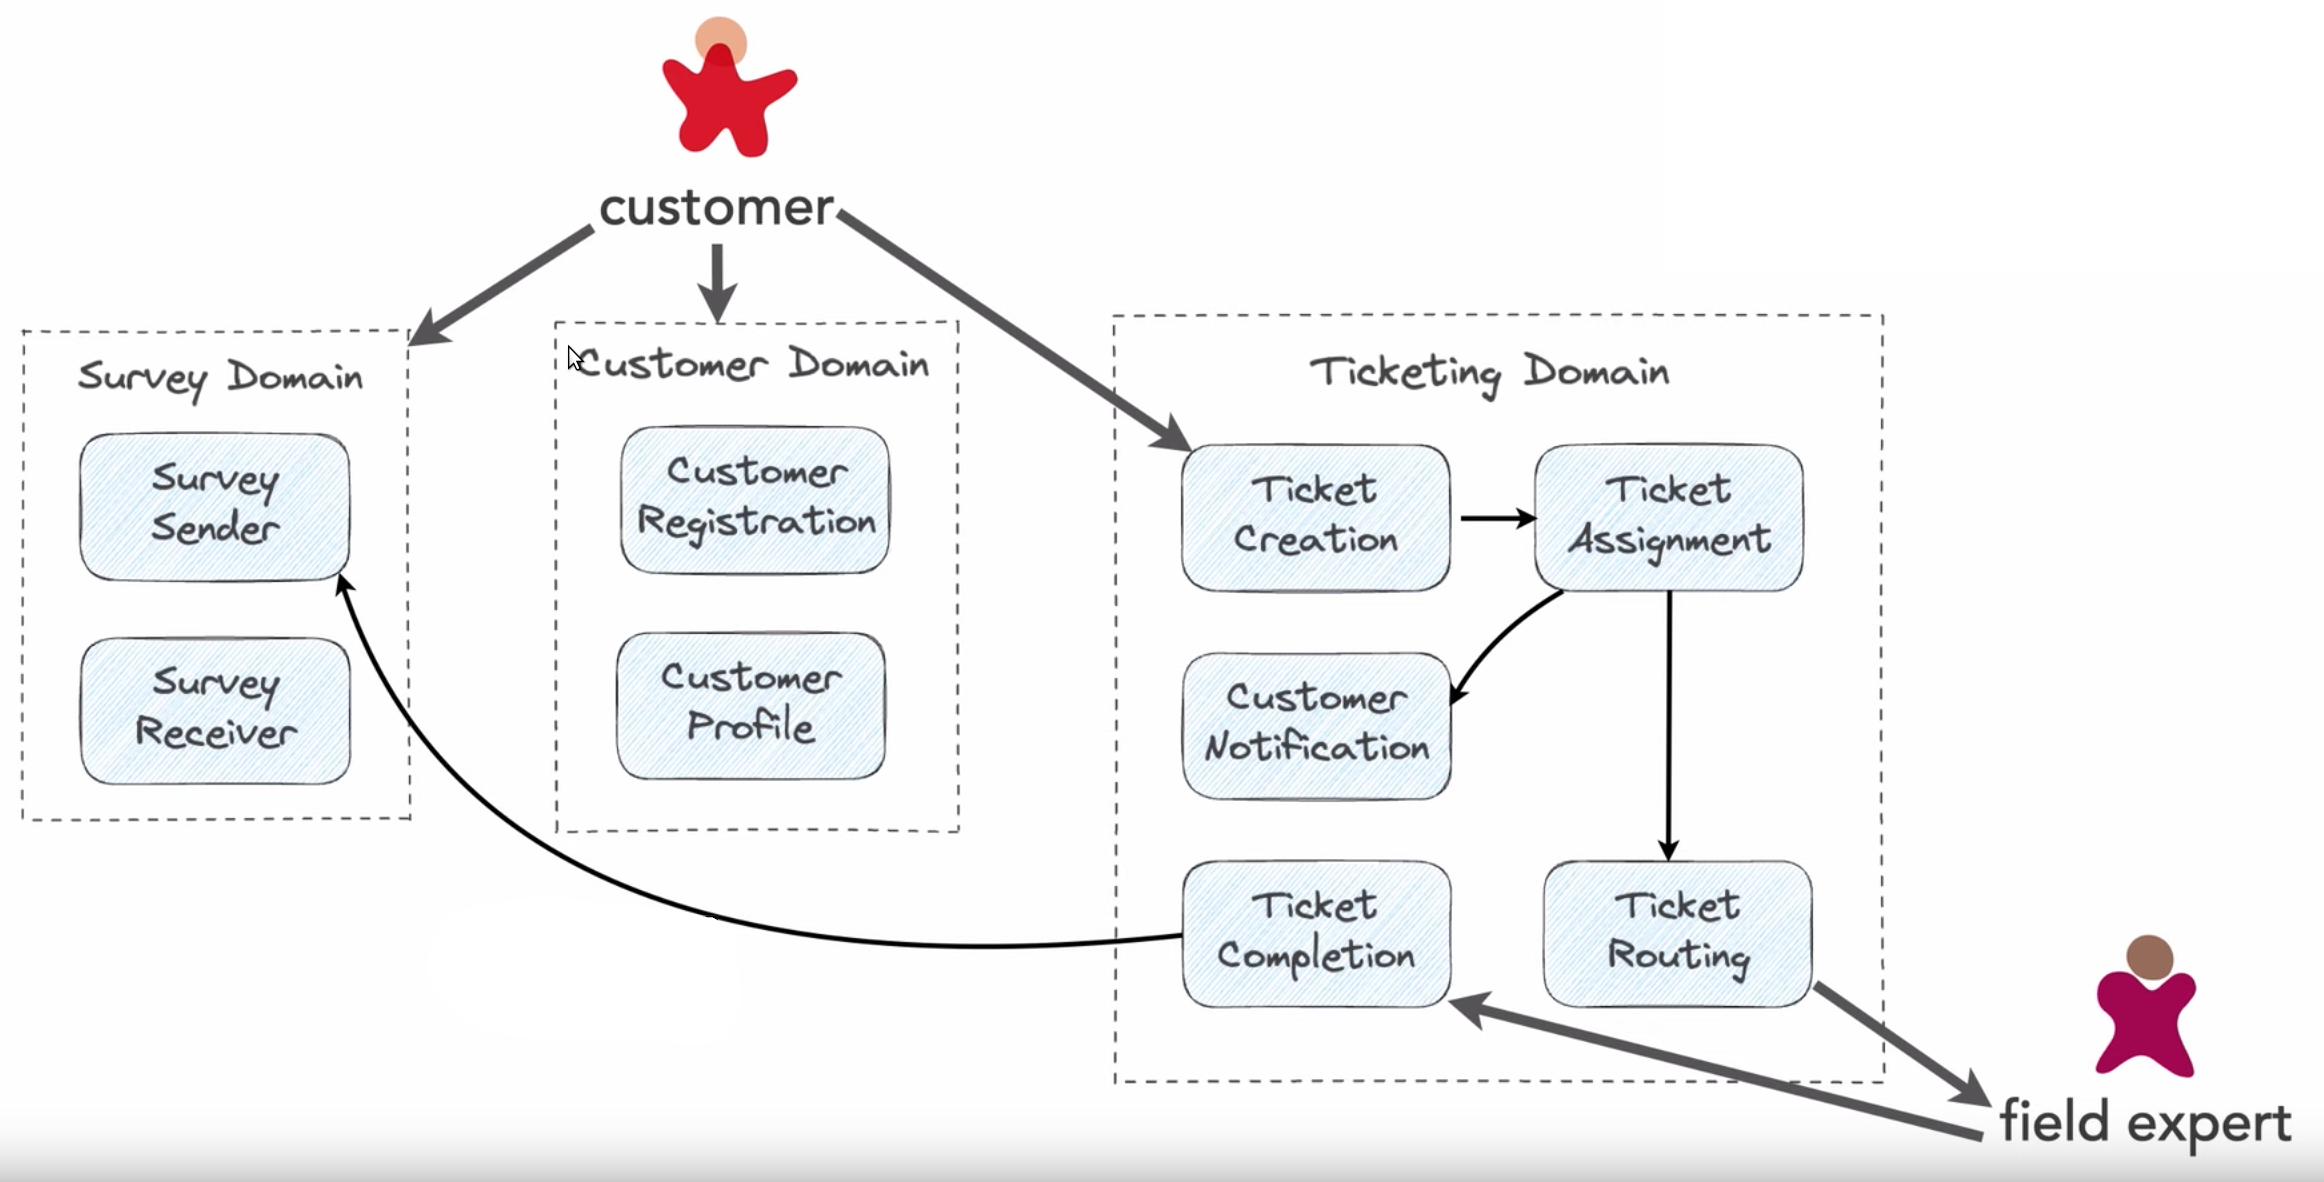 customer
Survey Domain
Survey
Sender
Survey
Receiver
Customer Domain
Customer
Registration
Customer
Profile
Ticketing Domain
Ticket
Creation
Ticket
Assignment
Customer
Notification
Ticket
Completion
Ticket
Routing
field expert